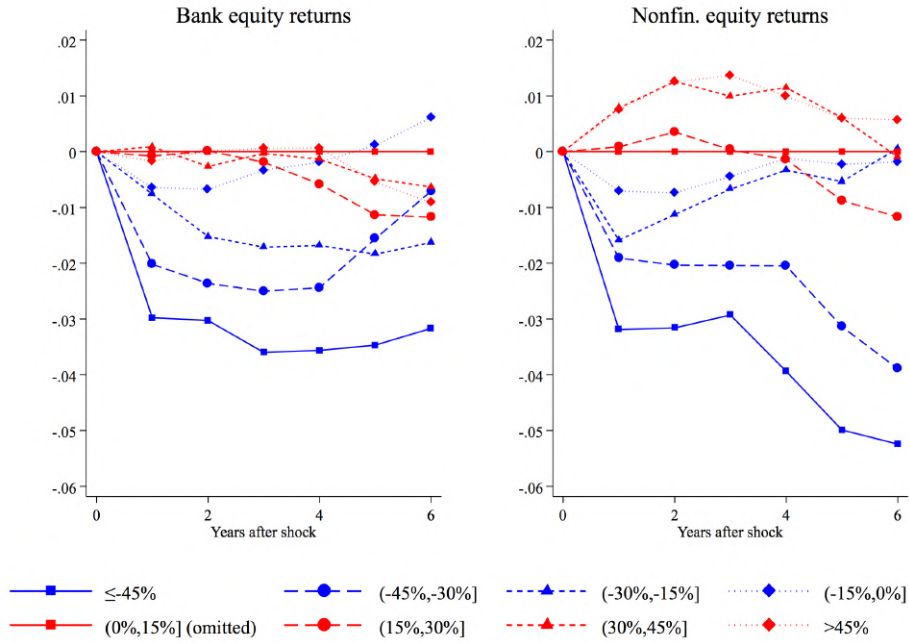 Bank equity returns
Nonfin. equity returns
.02
.01
0
-.01
-.02
-.03
-.04
-.05
-.06
0 2 4 6
Years after shock
.02
.01
0
-.01
-.02
-.03
-.04
-.05
-.06
0 2 4 6
Years after shock
≤-45% (-45%,-30%] (-30%,-15%] (-15%,0%]
(0%,15%] (omitted) (15%,30%] (30%,45%] >45%